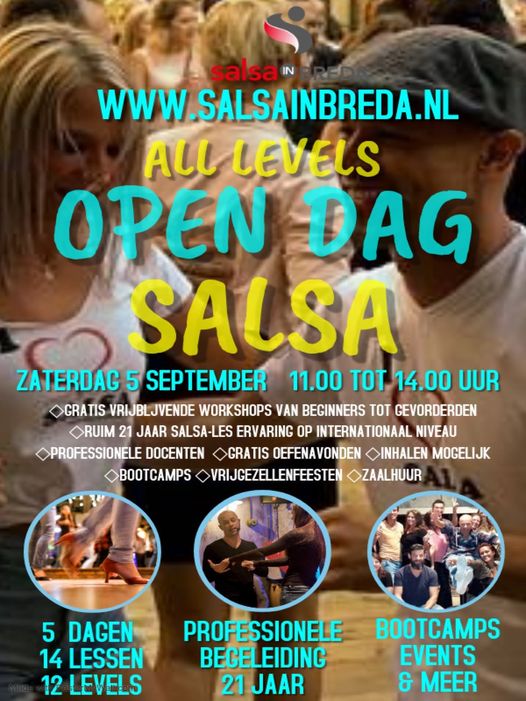 salsa IN BREDA
WWW.SALSAINBREDA.NL
ALL LEVELS
OPEN DAG
SALSA
ZATERDAG 5 SEPTEMBER 11.00 TOT 14.00 UUR
◇GRATIS VRIJBLJVENDE WORKSHOPS VAN BEGINNERS TOT GEVORDERDEN
◇RUIM 21 JAAR SALSA-LES ERVARING OP INTERNATIONAAL NIVEAU
◇PROFESSIONELE DOCENTEN ◇GRATIS OEFENAVONDEN ◇INHALEN MOGELIJK
◇BOOTCAMPS ◇VRIJGEZELLENFEESTEN ◇ZAALHUUR
5 DAGEN
14 LESSEN
12 LEVELS
PROFESSIONELE
BEGELEIDING
21 JAAR
BOOTCAMPS
EVENTS
& MEER